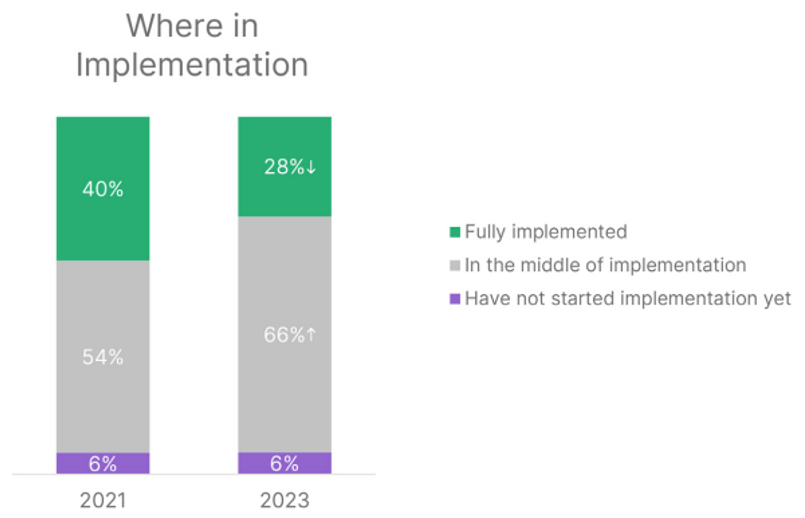 Where in
Implementation
40%
28%↓
54%
66%↑
6%
6%
2021
2023
Fully implemented
In the middle of implementation
Have not started implementation yet